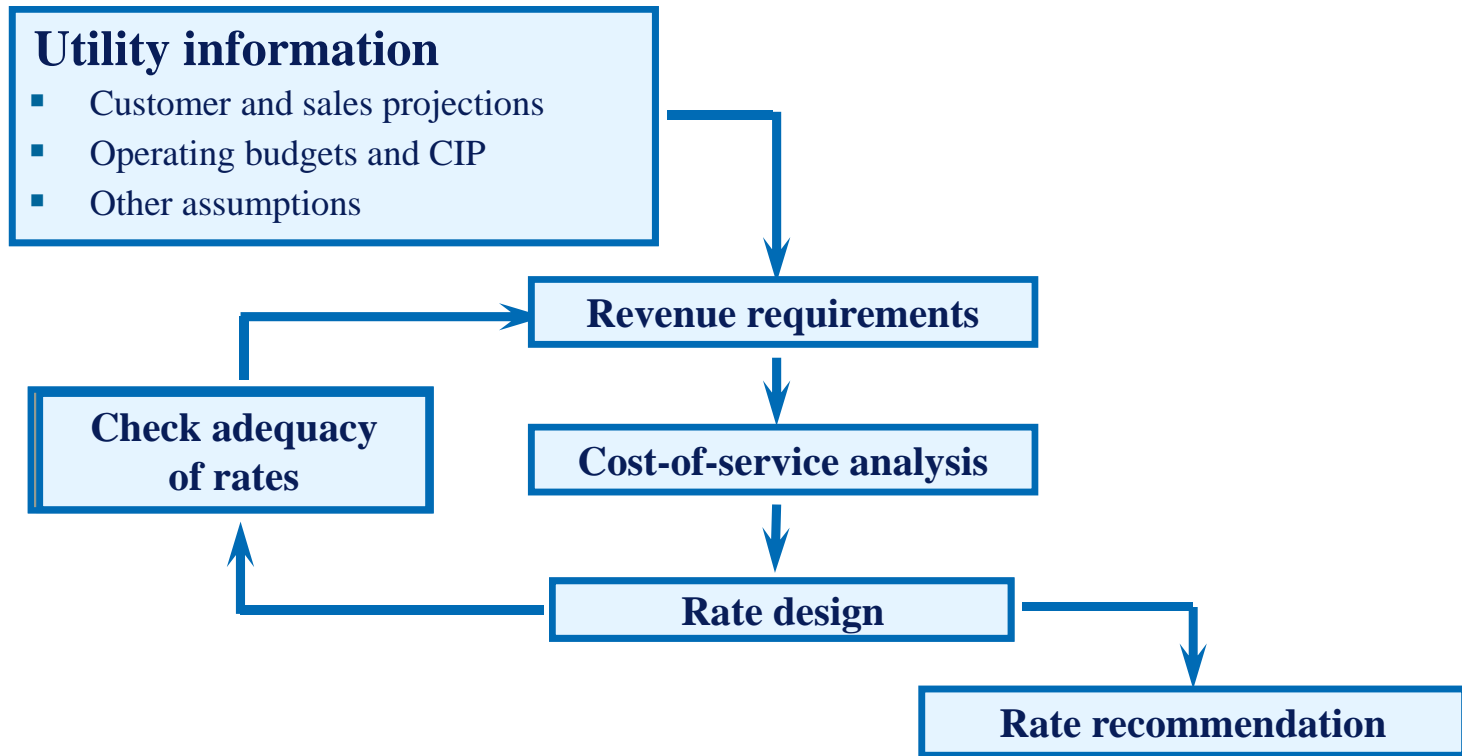 Utility information
▪ Customer and sales projections
▪ Operating budgets and CIP
▪ Other assumptions
Revenue requirements
Check adequacy
of rates
Cost-of-service analysis
Rate design
Rate recommendation